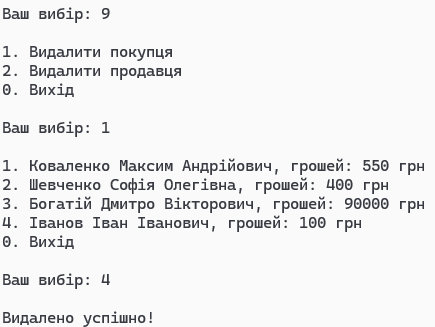 Ваш вибір: 9
1. Видалити покупця
2. Видалити продавця
0. Вихід
Ваш вибір: 1
1. Коваленко Максим Андрійович, грошей: 550 грн
2. Шевченко Софія Олегівна, грошей: 400 грн
3. Богатій Дмитро Вікторович, грошей: 90000 грн
4. Іванов Іван Іванович, грошей: 100 грн
0. Вихід
Ваш вибір: 4
Видалено успішно!